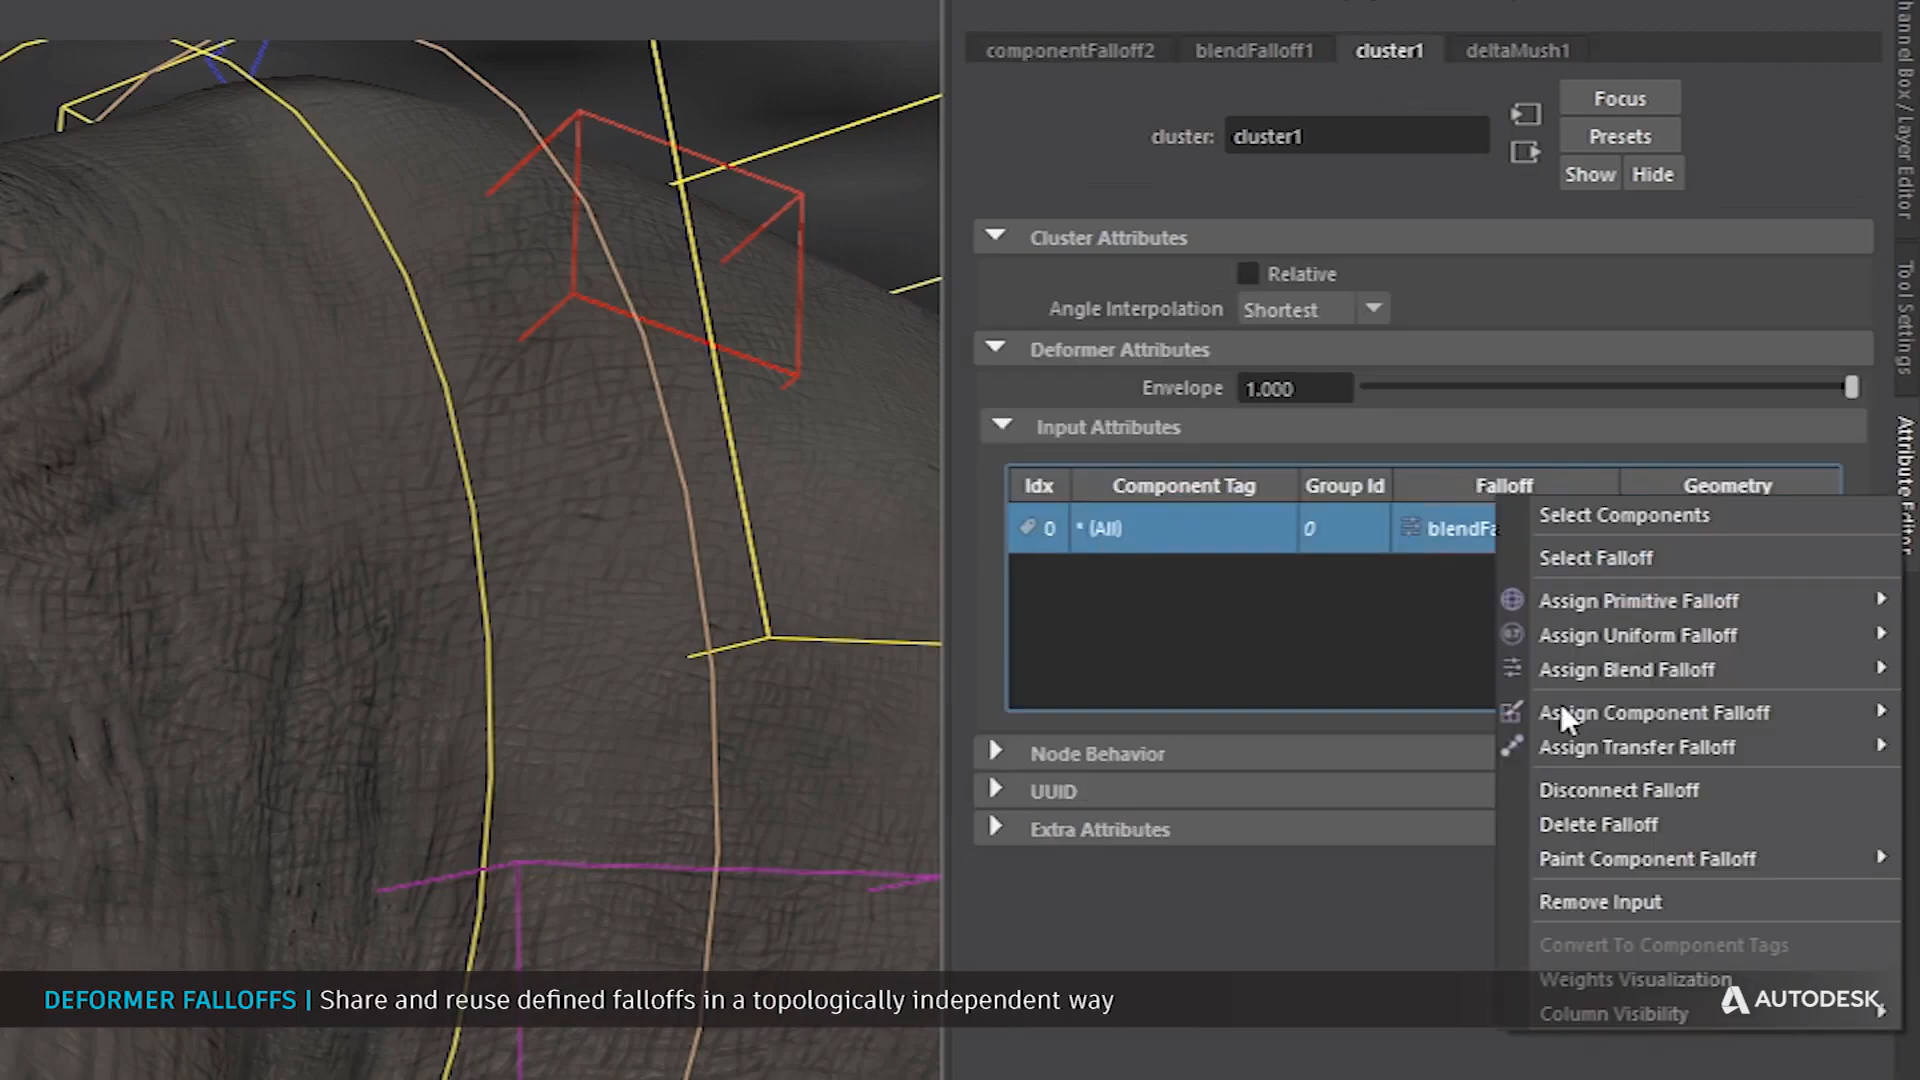 componentFalloff2 blendFalloff1 cluster1 deltaMush1
cluster: cluster1
Focus
Presets
Show Hide
Cluster Attributes
Relative
Angle Interpolation Shortest
Deformer Attributes
Envelope 1.000
Input Attributes
Idx Component Tag Group Id Falloff Geometry
0 * (All) 0 blendFa
Select Components
Select Falloff
Assign Primitive Falloff
0.7 Assign Uniform Falloff
Assign Blend Falloff
Assign Component Falloff
Assign Transfer Falloff
Disconnect Falloff
Delete Falloff
Paint Component Falloff
Remove Input
Convert To Component Tags
Weights Visualization
Column Visibility
Node Behavior
UUID
Extra Attributes
Channel Box / Layer Editor
Tool Settings
Attribute Editor
DEFORMER FALLOFFS | Share and reuse defined falloffs in a topologically independent way
AUTODESK